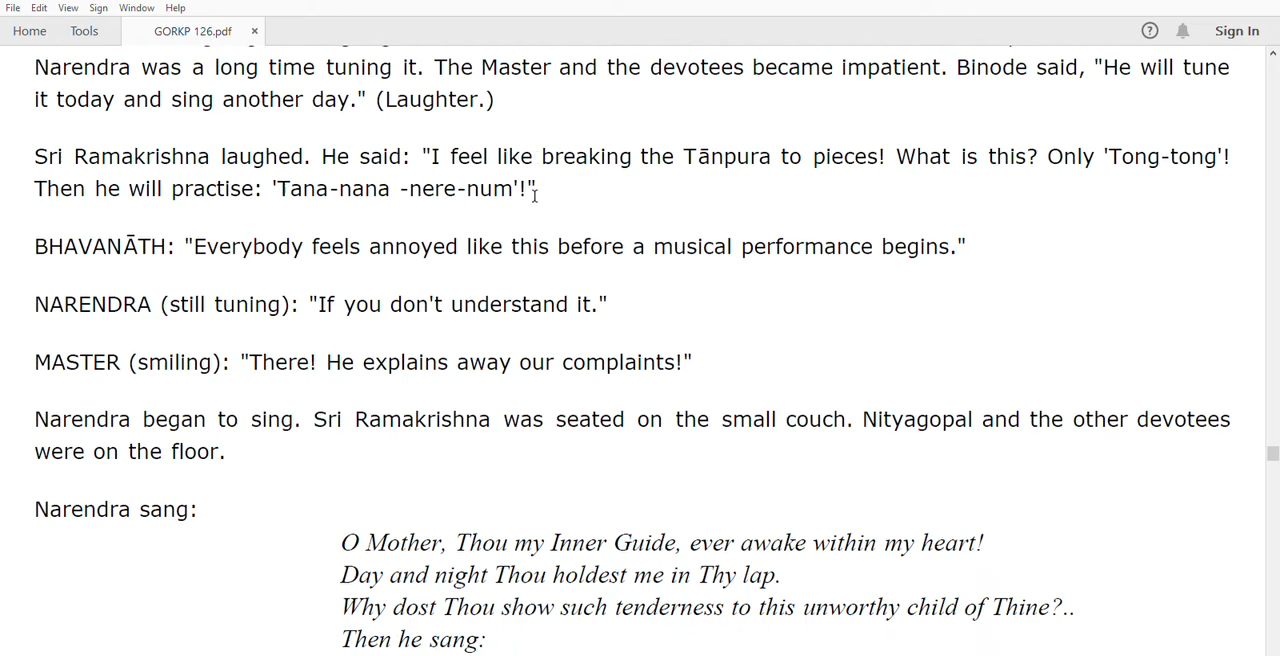 File Edit View Sign Window Help
Home Tools GORKP 126.pdf × Sign In
Narendra was a long time tuning it. The Master and the devotees became impatient. Binode said, "He will tune
it today and sing another day." (Laughter.)
Sri Ramakrishna laughed. He said: "I feel like breaking the Tānpura to pieces! What is this? Only 'Tong-tong'!
Then he will practise: 'Tana-nana -nere-num'!"
BHAVANĀTH: "Everybody feels annoyed like this before a musical performance begins."
NARENDRA (still tuning): "If you don't understand it."
MASTER (smiling): "There! He explains away our complaints!"
Narendra began to sing. Sri Ramakrishna was seated on the small couch. Nityagopal and the other devotees
were on the floor.
Narendra sang:
O Mother, Thou my Inner Guide, ever awake within my heart!
Day and night Thou holdest me in Thy lap.
Why dost Thou show such tenderness to this unworthy child of Thine?..
Then he sang: